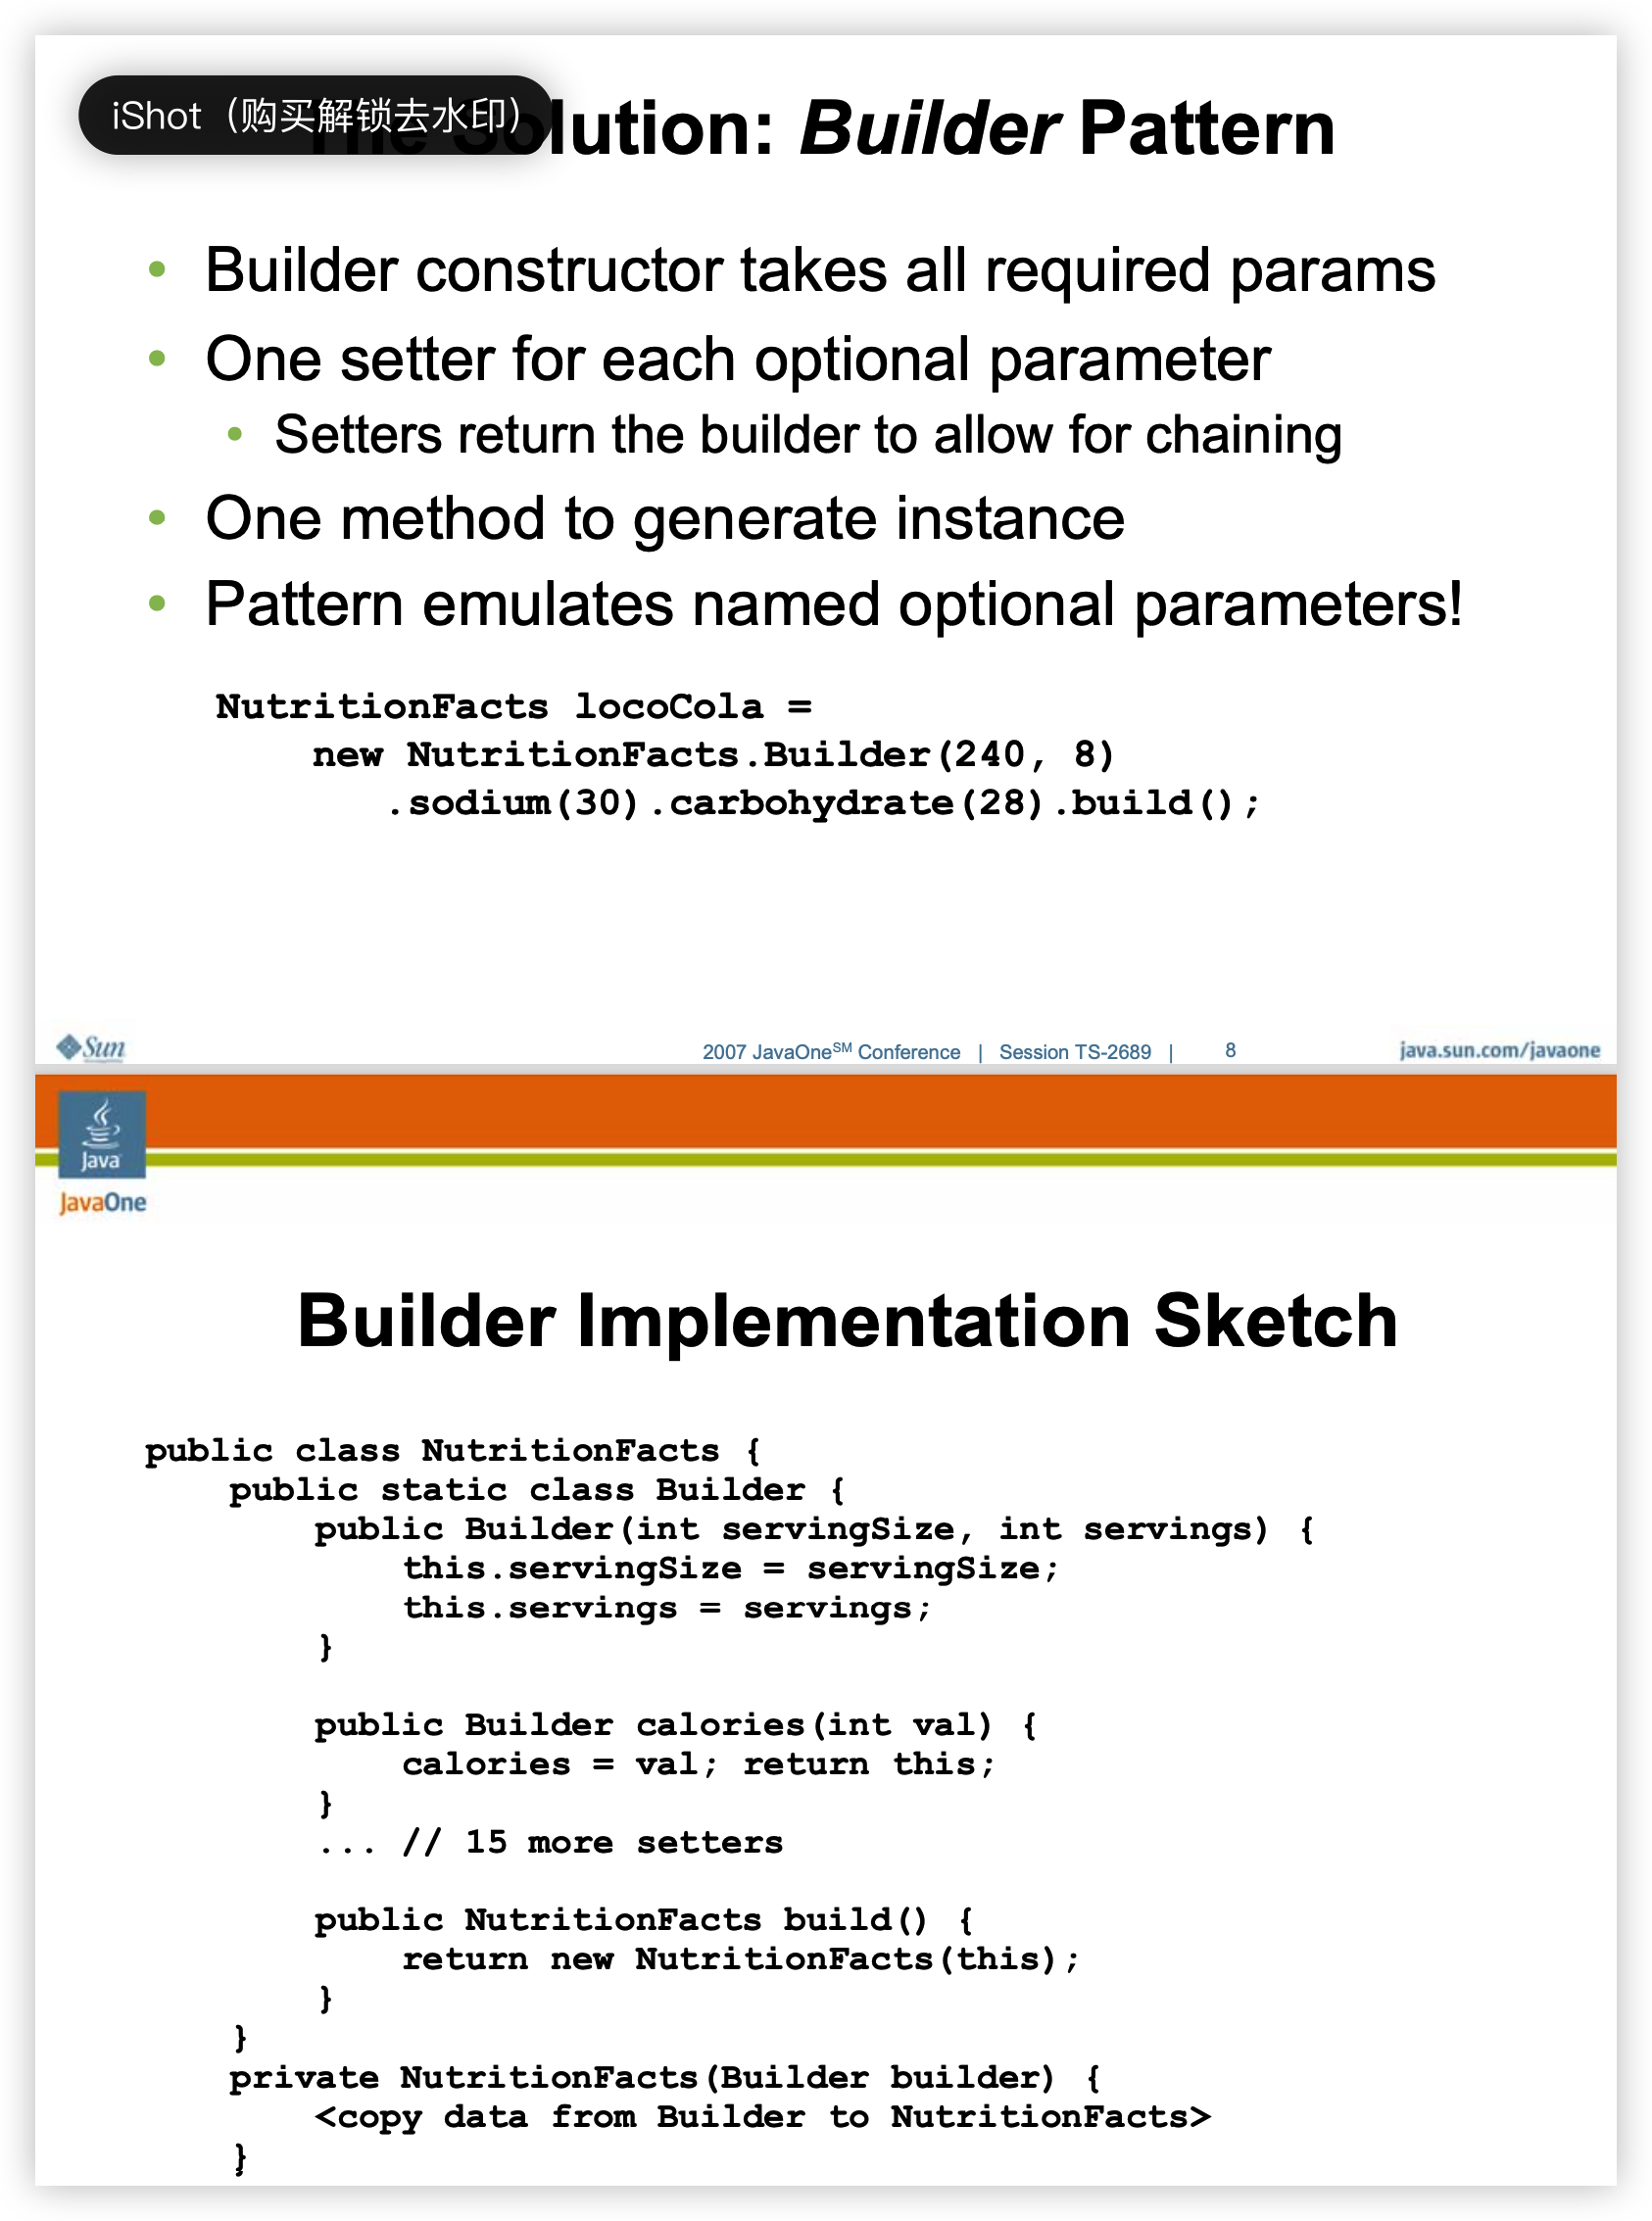 iShot（购买解锁去水印）
The Solution: Builder Pattern
• Builder constructor takes all required params
• One setter for each optional parameter
• Setters return the builder to allow for chaining
• One method to generate instance
• Pattern emulates named optional parameters!
NutritionFacts locoCola =
    new NutritionFacts.Builder(240, 8)
       .sodium(30).carbohydrate(28).build();
Sun
2007 JavaOne℠ Conference | Session TS-2689 | 8 java.sun.com/javaone
Java
JavaOne
Builder Implementation Sketch
public class NutritionFacts {
    public static class Builder {
        public Builder(int servingSize, int servings) {
            this.servingSize = servingSize;
            this.servings = servings;
        }
        public Builder calories(int val) {
            calories = val; return this;
        }
        ... // 15 more setters
        public NutritionFacts build() {
            return new NutritionFacts(this);
        }
    }
    private NutritionFacts(Builder builder) {
        <copy data from Builder to NutritionFacts>
    }